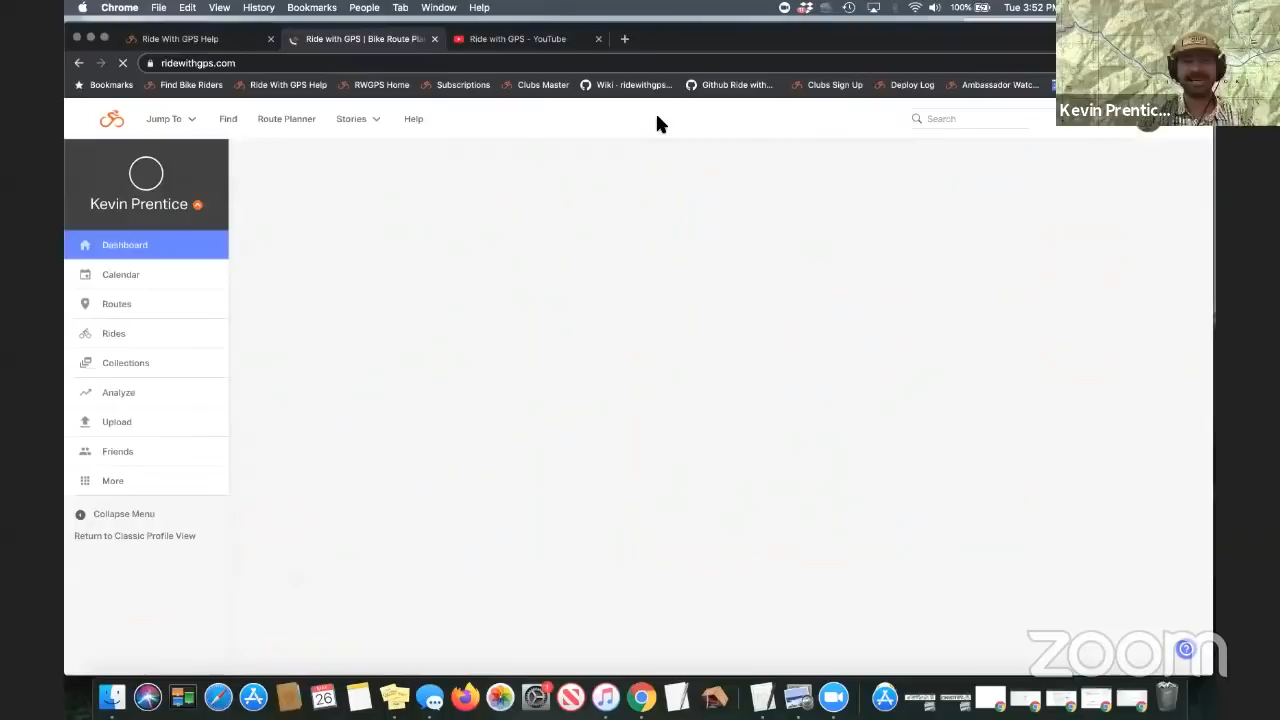 Chrome File Edit View History Bookmarks People Tab Window Help 100% Tue 3:52 PM
Ride With GPS Help Ride with GPS | Bike Route Pla Ride with GPS - YouTube
ridewithgps.com
Bookmarks Find Bike Riders Ride With GPS Help RWGPS Home Subscriptions Clubs Master Wiki · ridewithgps... Github Ride with... Clubs Sign Up Deploy Log Ambassador Watc...
Kevin Prentic...
Jump To Find Route Planner Stories Help Search
Kevin Prentice
Dashboard
Calendar
Routes
Rides
Collections
Analyze
Upload
Friends
More
Collapse Menu
Return to Classic Profile View
zoom
26